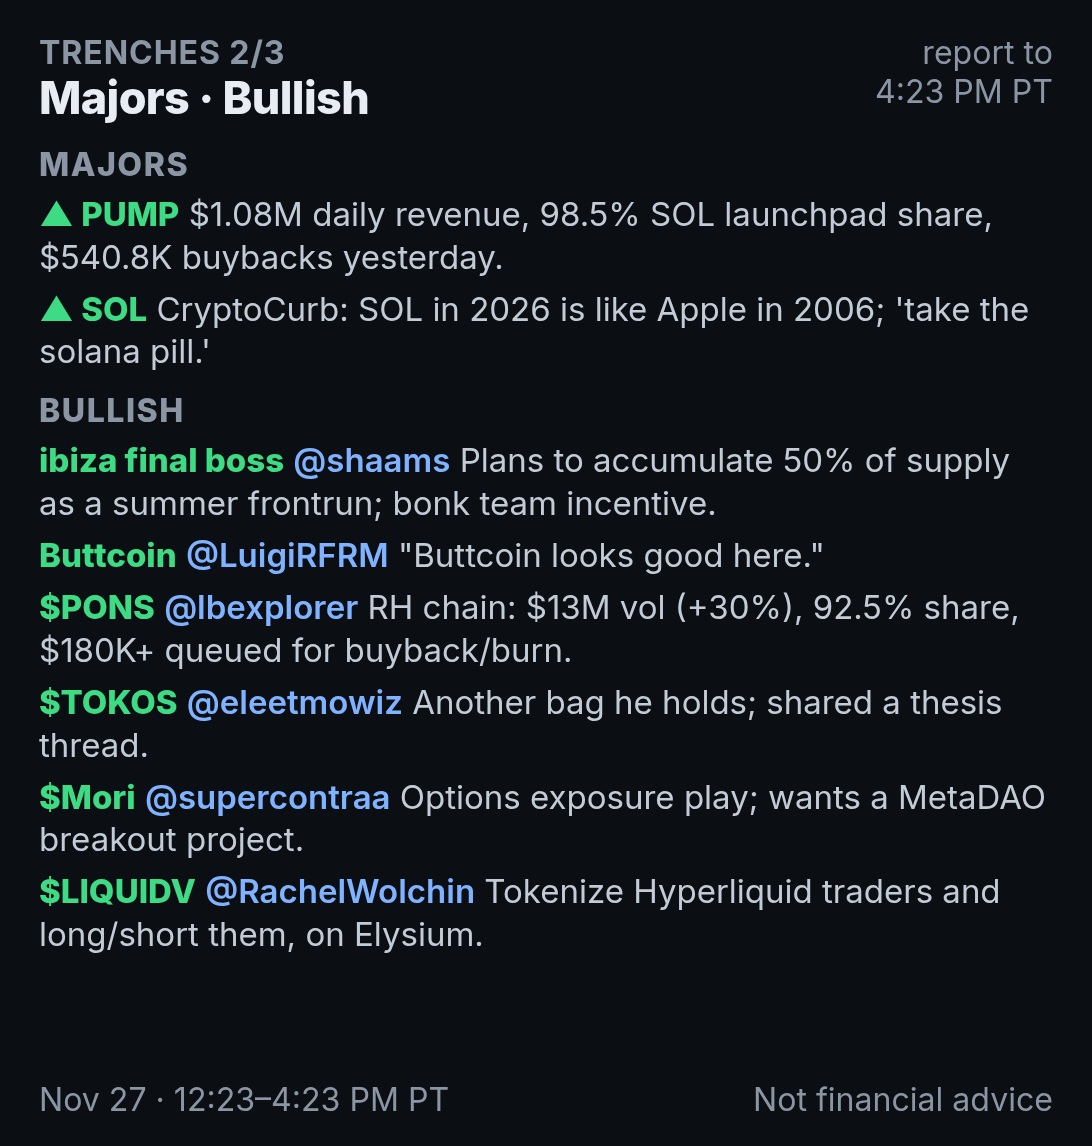 TRENCHES 2/3
report to
Majors · Bullish
4:23 PM PT
MAJORS
▲ PUMP $1.08M daily revenue, 98.5% SOL launchpad share,
$540.8K buybacks yesterday.
▲ SOL CryptoCurb: SOL in 2026 is like Apple in 2006; 'take the
solana pill.'
BULLISH
ibiza final boss @shaams Plans to accumulate 50% of supply
as a summer frontrun; bonk team incentive.
Buttcoin @LuigiRFRM "Buttcoin looks good here."
$PONS @lbexplorer RH chain: $13M vol (+30%), 92.5% share,
$180K+ queued for buyback/burn.
$TOKOS @eleetmowiz Another bag he holds; shared a thesis
thread.
$Mori @supercontraa Options exposure play; wants a MetaDAO
breakout project.
$LIQUIDV @RachelWolchin Tokenize Hyperliquid traders and
long/short them, on Elysium.
Nov 27 · 12:23–4:23 PM PT
Not financial advice